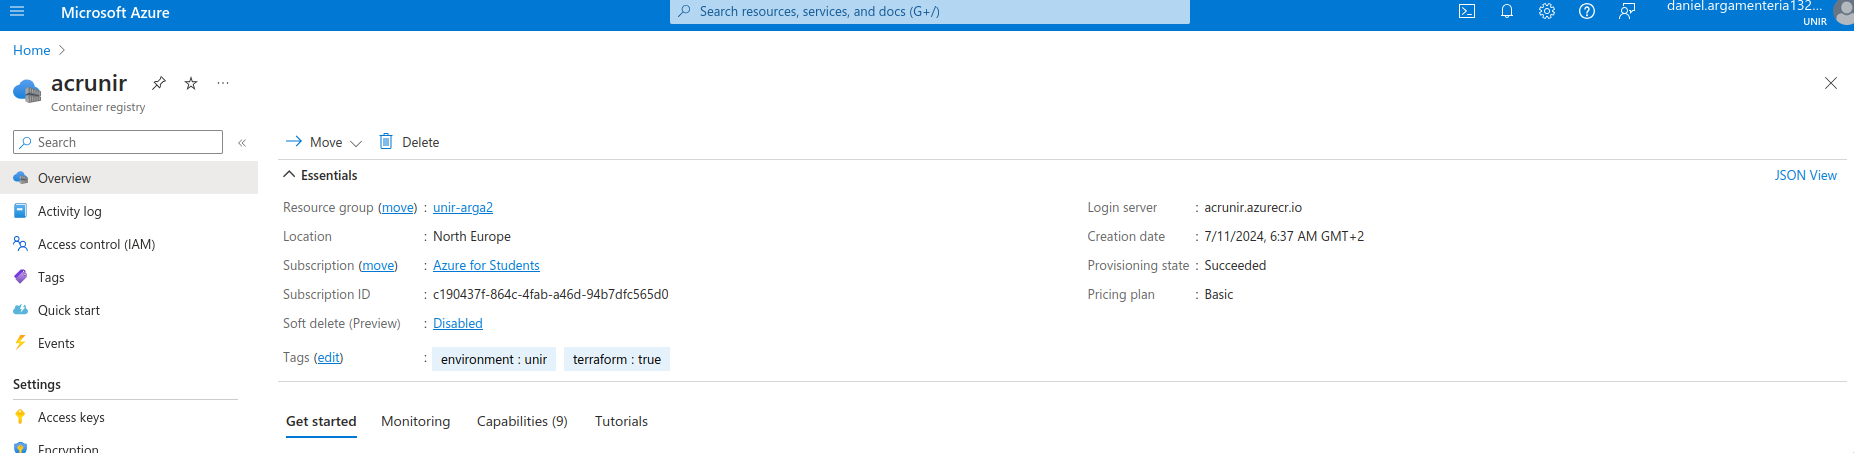 Microsoft Azure
Search resources, services, and docs (G+/)
daniel.argamenteria132...
UNIR
Home
acrunir
Container registry
Search
«
Move
Delete
Overview
Activity log
Access control (IAM)
Tags
Quick start
Events
Settings
Access keys
Encryption
Essentials
JSON View
Resource group (move) : unir-arga2
Location : North Europe
Subscription (move) : Azure for Students
Subscription ID : c190437f-864c-4fab-a46d-94b7dfc565d0
Soft delete (Preview) : Disabled
Tags (edit) : environment : unir terraform : true
Login server : acrunir.azurecr.io
Creation date : 7/11/2024, 6:37 AM GMT+2
Provisioning state : Succeeded
Pricing plan : Basic
Get started Monitoring Capabilities (9) Tutorials